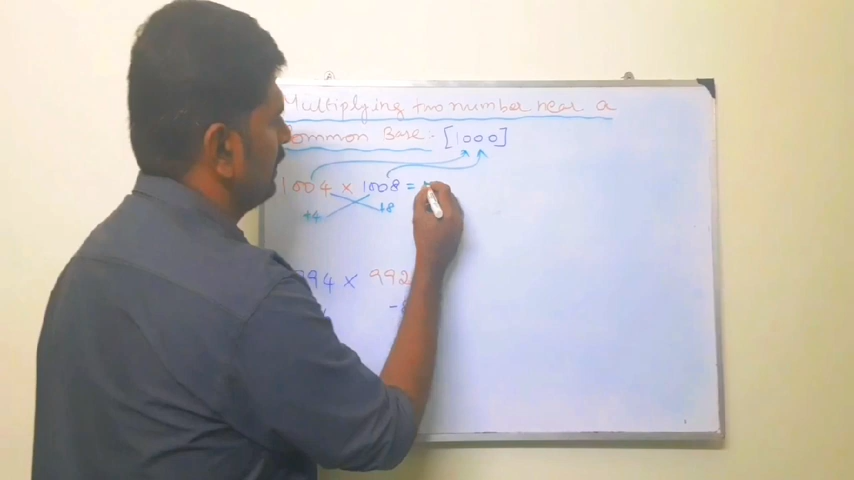 Multiplying two number near a
Common Base:- [1000]
1004 × 1008 =
+4 +8
994 × 992